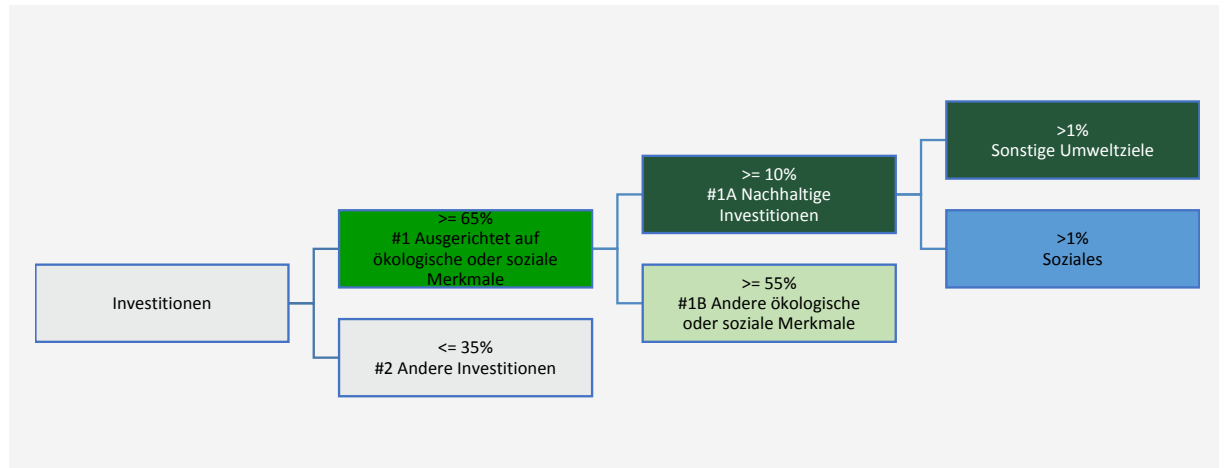 Investitionen
>= 65%
#1 Ausgerichtet auf
ökologische oder soziale
Merkmale
<= 35%
#2 Andere Investitionen
>= 10%
#1A Nachhaltige
Investitionen
>= 55%
#1B Andere ökologische
oder soziale Merkmale
>1%
Sonstige Umweltziele
>1%
Soziales